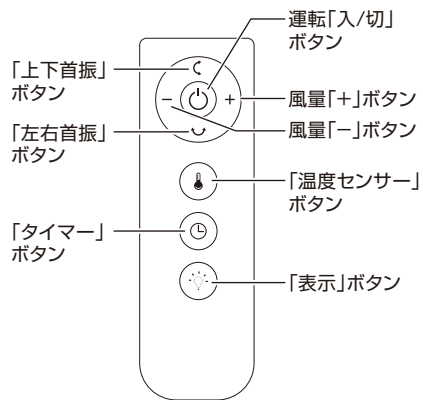 運転「入/切」
ボタン
「上下首振」
ボタン
風量「＋」ボタン
風量「－」ボタン
「左右首振」
ボタン
「温度センサー」
ボタン
「タイマー」
ボタン
「表示」ボタン
－
＋